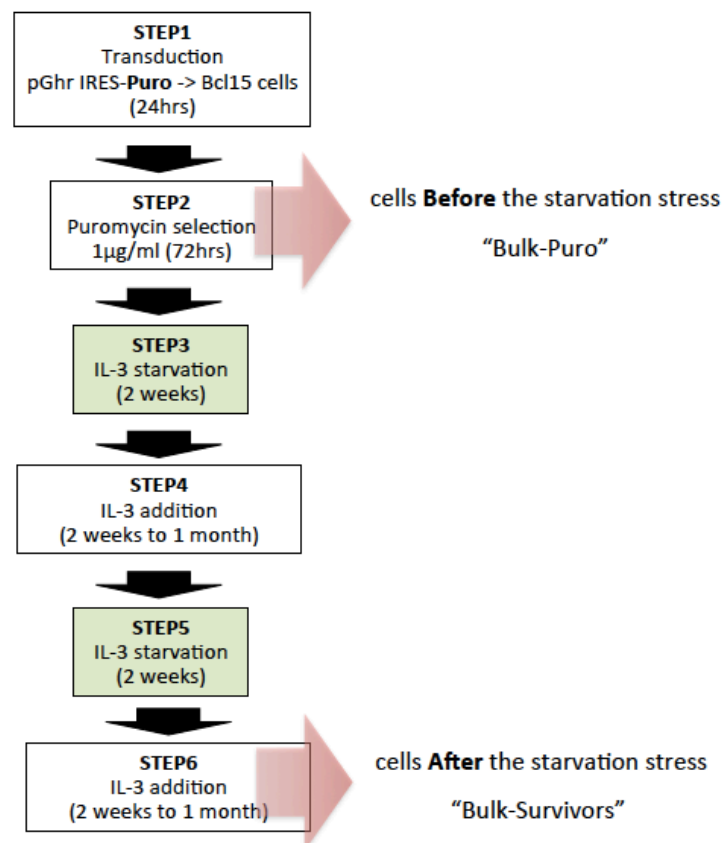 STEP1
Transduction
pGhr IRES-Puro -> Bcl15 cells
(24hrs)
STEP2
Puromycin selection
1µg/ml (72hrs)
cells Before the starvation stress
“Bulk-Puro”
STEP3
IL-3 starvation
(2 weeks)
STEP4
IL-3 addition
(2 weeks to 1 month)
STEP5
IL-3 starvation
(2 weeks)
STEP6
IL-3 addition
(2 weeks to 1 month)
cells After the starvation stress
“Bulk-Survivors”